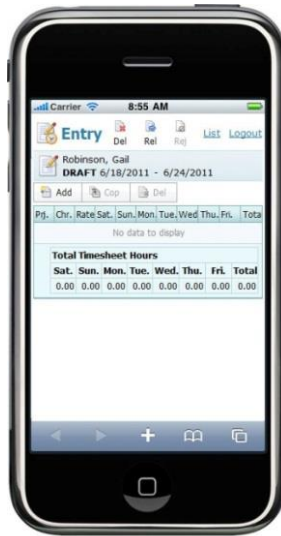 Carrier 8:55 AM
Entry Del Rel Rej List Logout
Robinson, Gail
DRAFT 6/18/2011 - 6/24/2011
Add Cop Del
Prj. Chr. Rate Sat. Sun. Mon. Tue. Wed Thu. Fri. Tota
No data to display
Total Timesheet Hours
Sat. Sun. Mon. Tue. Wed. Thu. Fri. Total
0.00 0.00 0.00 0.00 0.00 0.00 0.00 0.00